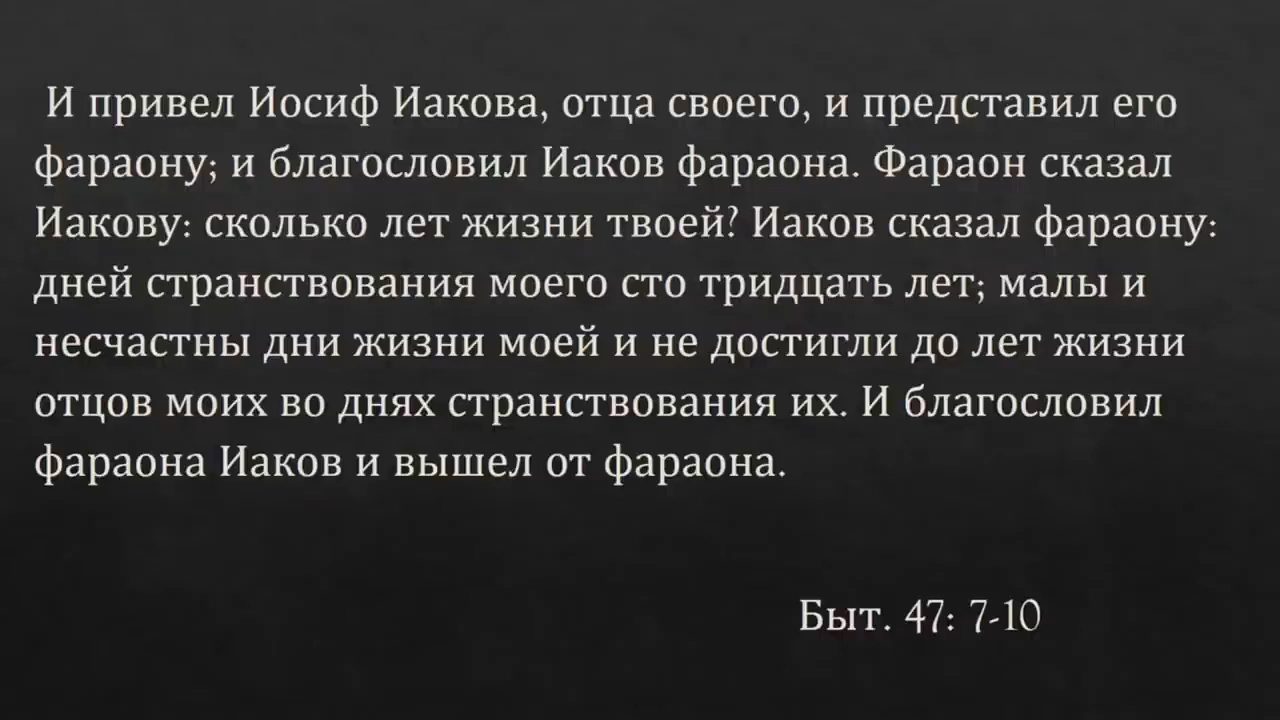 И привел Иосиф Иакова, отца своего, и представил его
фараону; и благословил Иаков фараона. Фараон сказал
Иакову: сколько лет жизни твоей? Иаков сказал фараону:
дней странствования моего сто тридцать лет; малы и
несчастны дни жизни моей и не достигли до лет жизни
отцов моих во днях странствования их. И благословил
фараона Иаков и вышел от фараона.
Быт. 47: 7-10